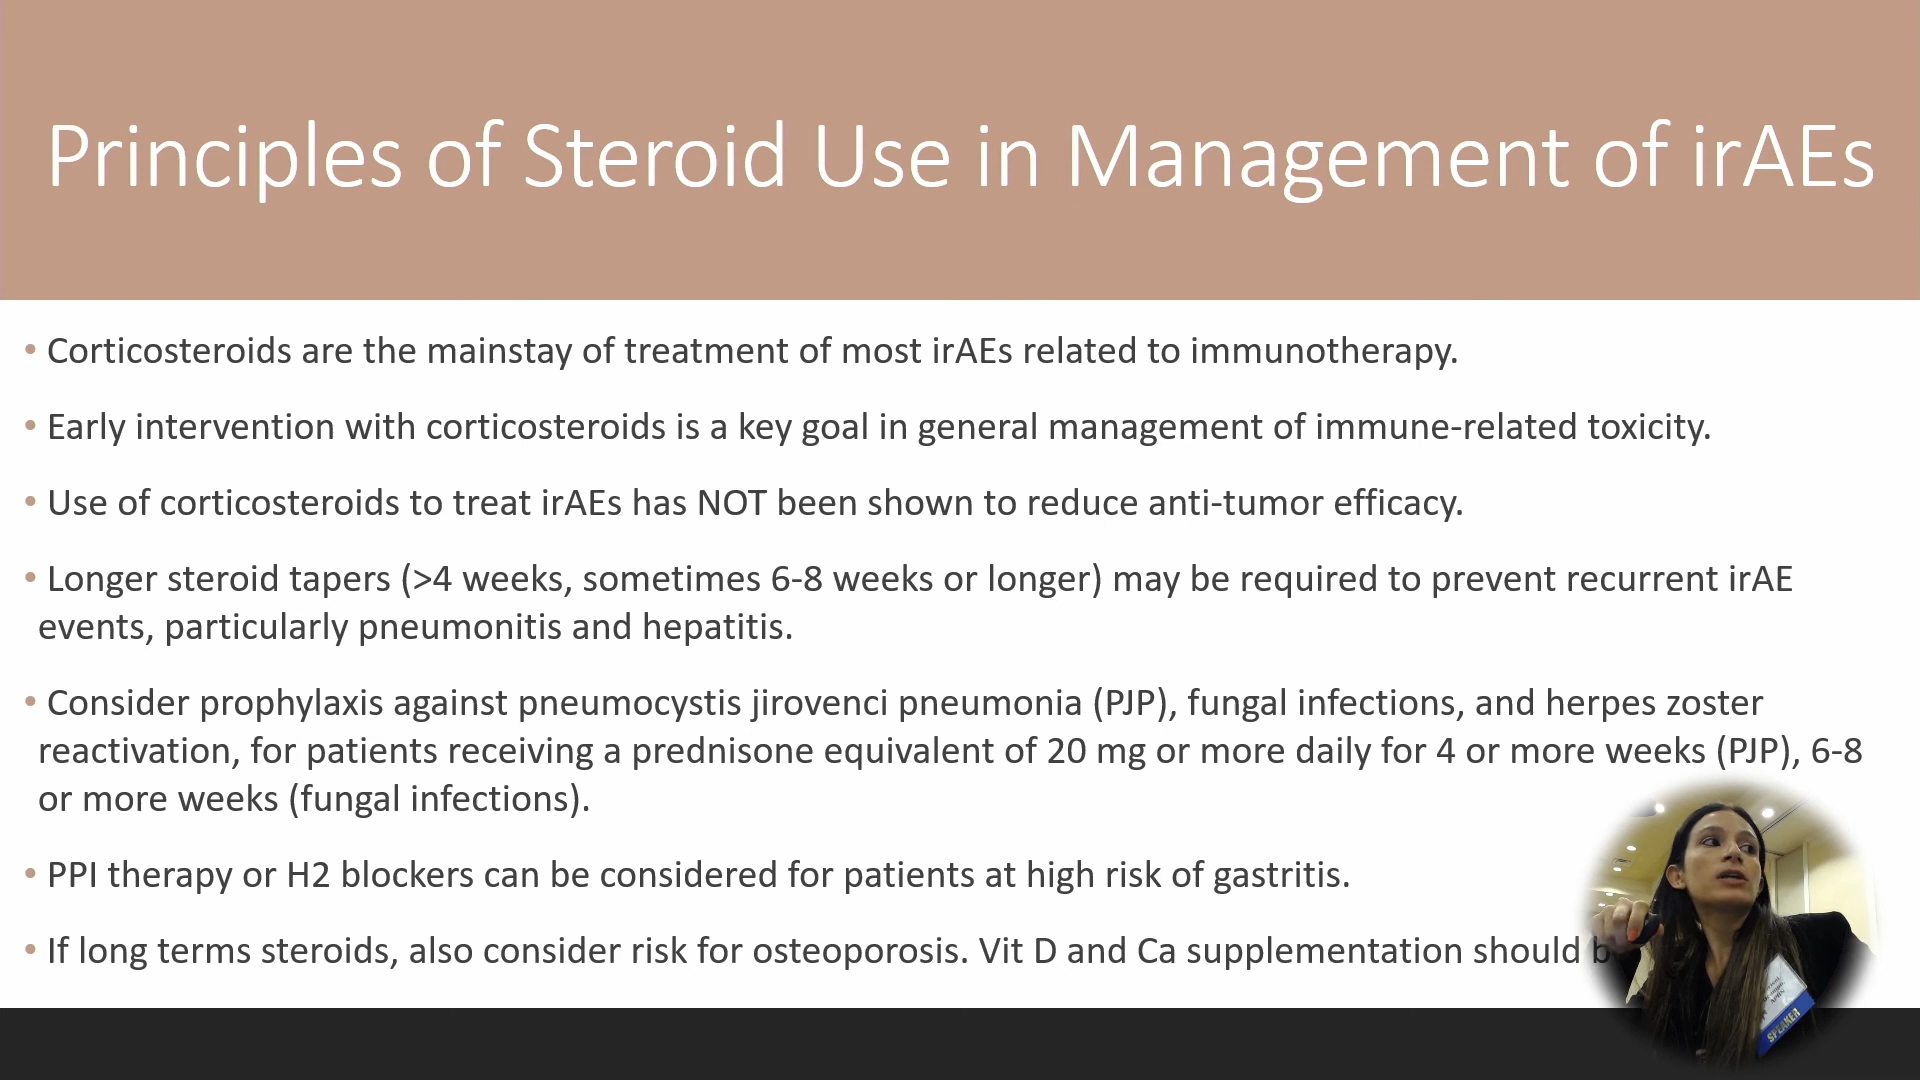 Principles of Steroid Use in Management of irAEs
• Corticosteroids are the mainstay of treatment of most irAEs related to immunotherapy.
• Early intervention with corticosteroids is a key goal in general management of immune-related toxicity.
• Use of corticosteroids to treat irAEs has NOT been shown to reduce anti-tumor efficacy.
• Longer steroid tapers (>4 weeks, sometimes 6-8 weeks or longer) may be required to prevent recurrent irAE
events, particularly pneumonitis and hepatitis.
• Consider prophylaxis against pneumocystis jirovenci pneumonia (PJP), fungal infections, and herpes zoster
reactivation, for patients receiving a prednisone equivalent of 20 mg or more daily for 4 or more weeks (PJP), 6-8
or more weeks (fungal infections).
• PPI therapy or H2 blockers can be considered for patients at high risk of gastritis.
• If long terms steroids, also consider risk for osteoporosis. Vit D and Ca supplementation should
SPEAKER